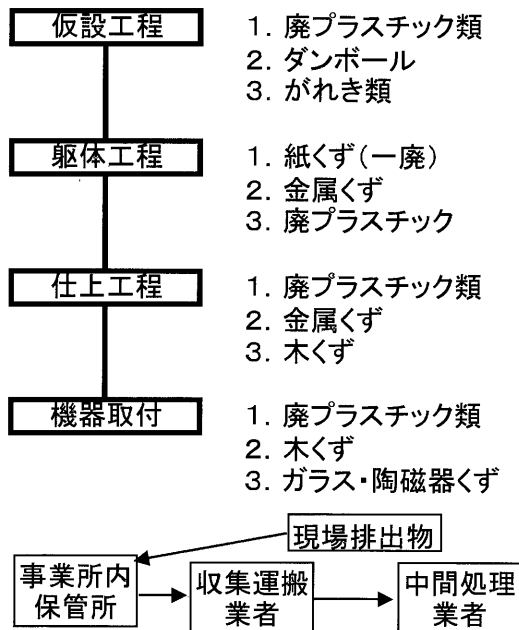 仮設工程
1. 廃プラスチック類
2. ダンボール
3. がれき類
躯体工程
1. 紙くず(一廃)
2. 金属くず
3. 廃プラスチック
仕上工程
1. 廃プラスチック類
2. 金属くず
3. 木くず
機器取付
1. 廃プラスチック類
2. 木くず
3. ガラス・陶磁器くず
現場排出物
事業所内
保管所
収集運搬
業者
中間処理
業者